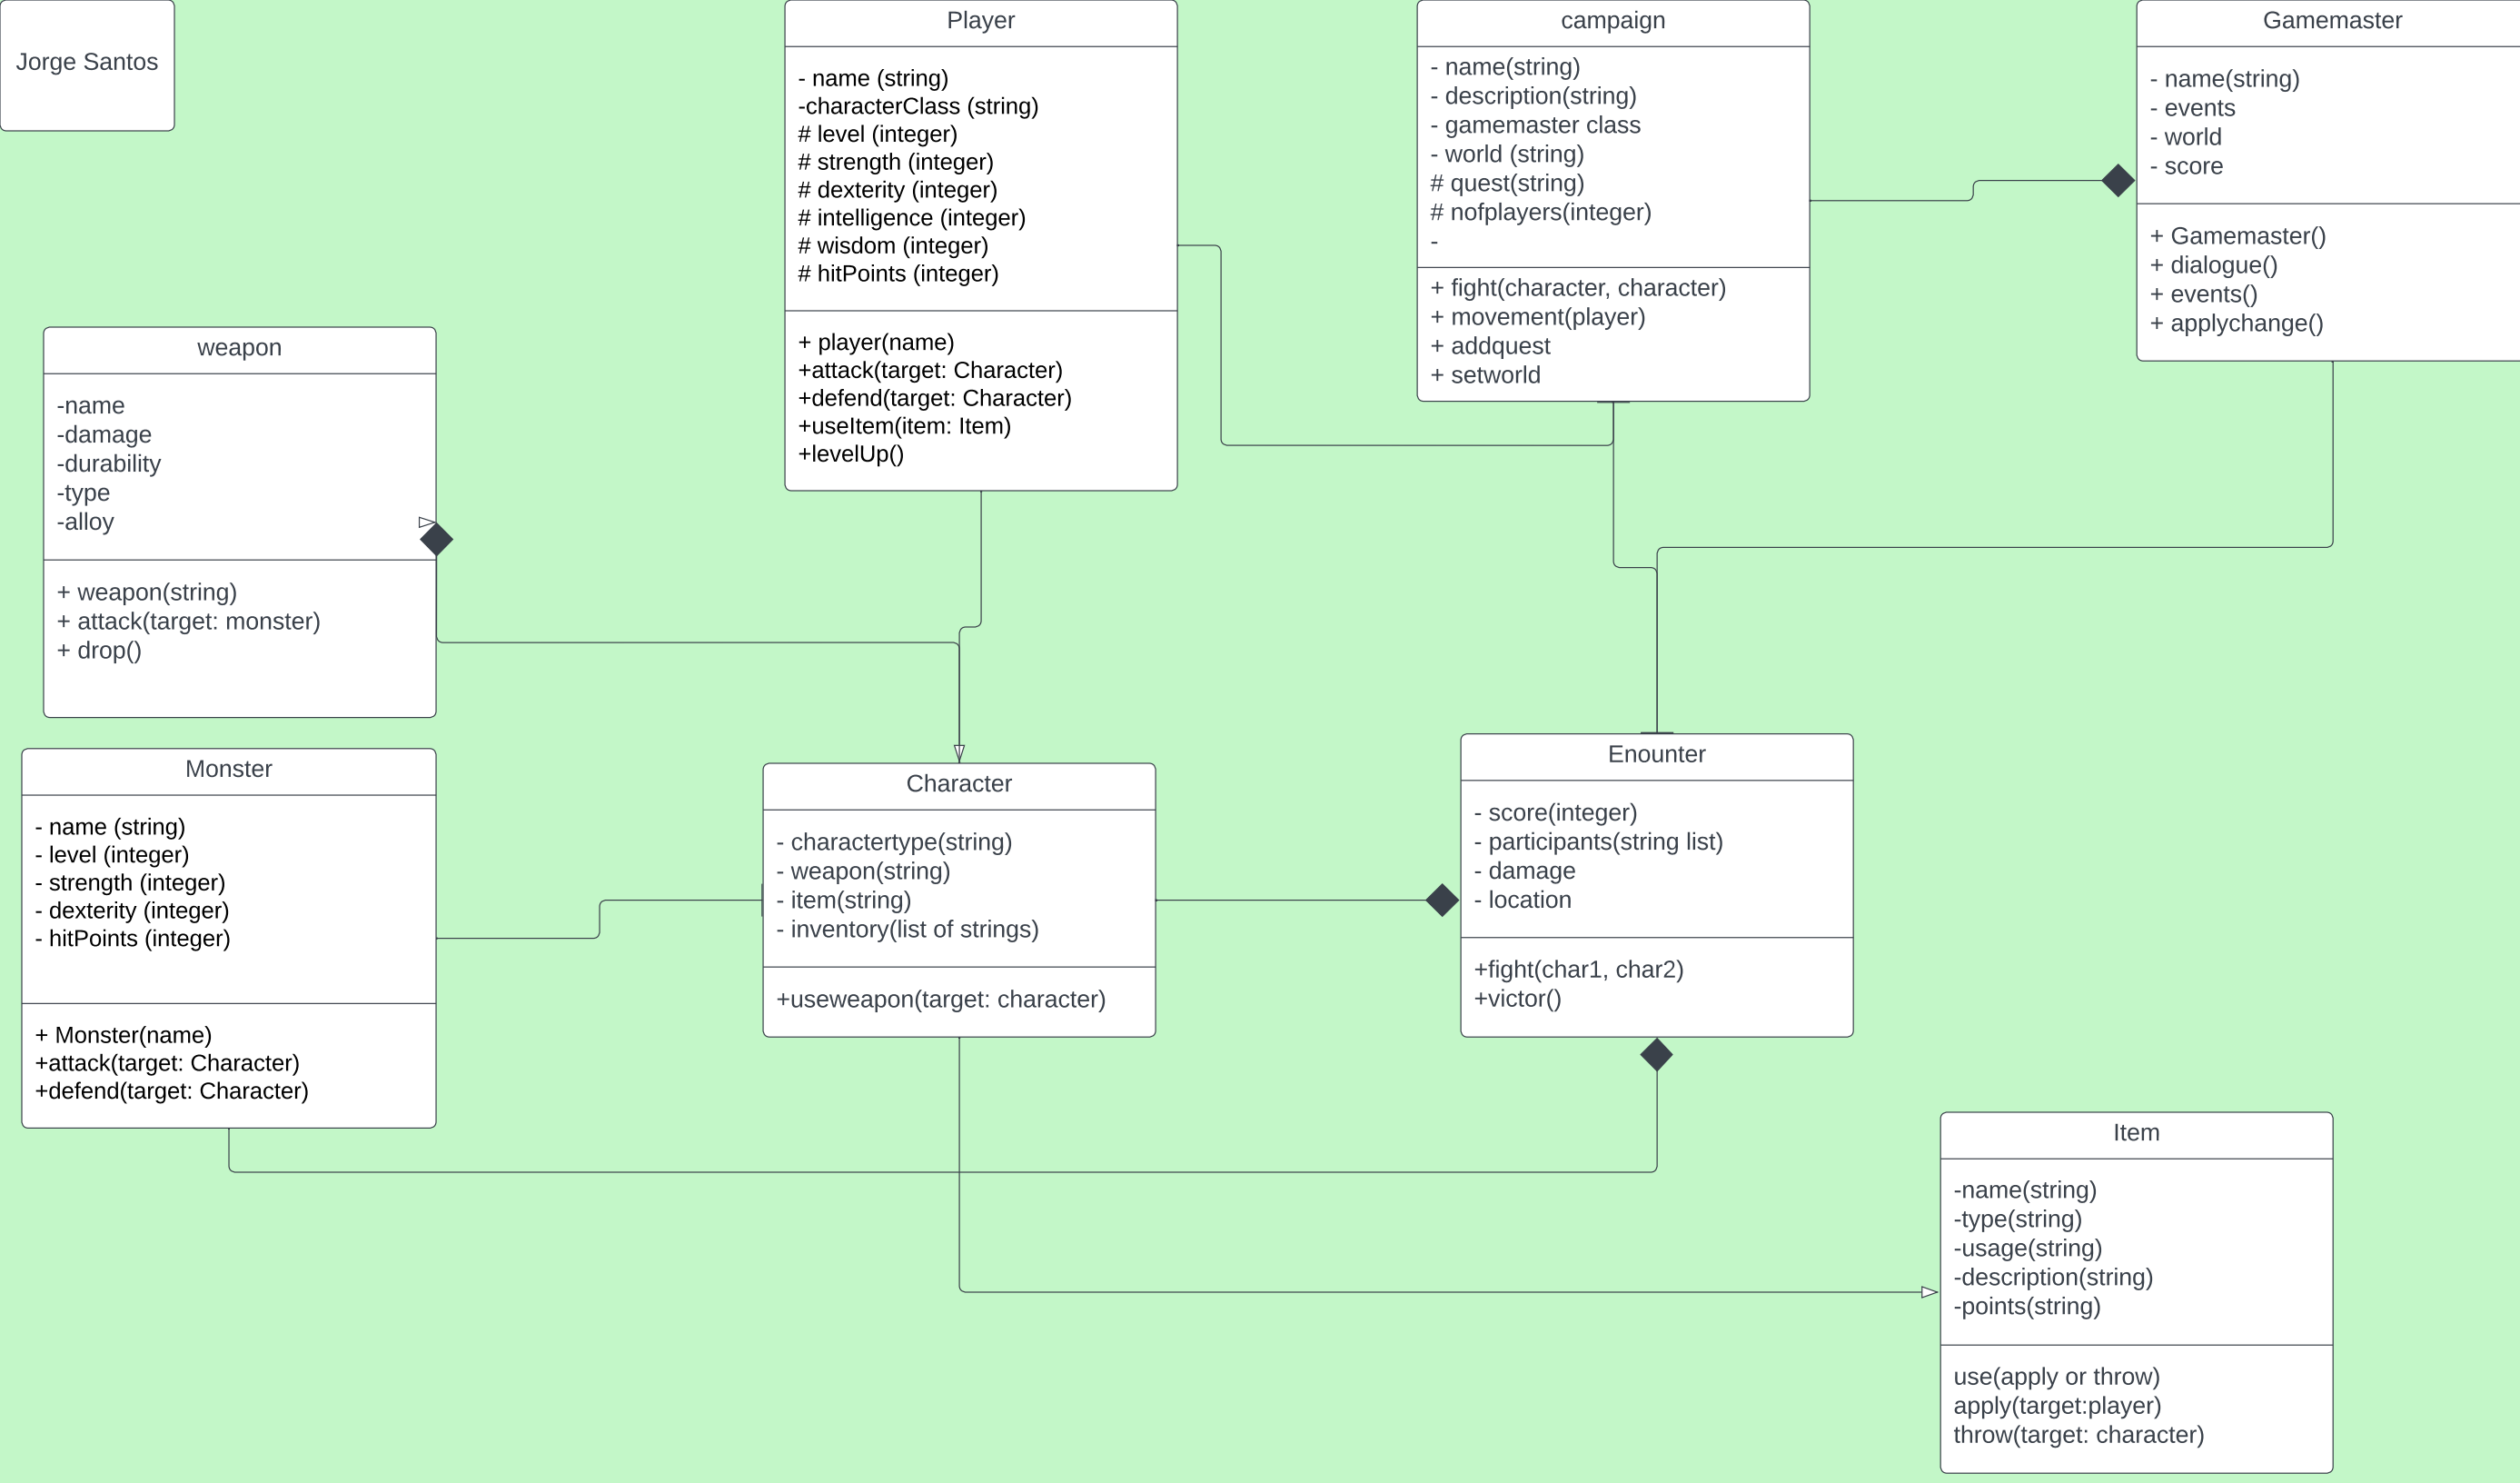 Jorge Santos
Player
- name (string)
-characterClass (string)
# level (integer)
# strength (integer)
# dexterity (integer)
# intelligence (integer)
# wisdom (integer)
# hitPoints (integer)
+ player(name)
+attack(target: Character)
+defend(target: Character)
+useItem(item: Item)
+levelUp()
campaign
- name(string)
- description(string)
- gamemaster class
- world (string)
# quest(string)
# nofplayers(integer)
-
+ fight(character, character)
+ movement(player)
+ addquest
+ setworld
Gamemaster
- name(string)
- events
- world
- score
+ Gamemaster()
+ dialogue()
+ events()
+ applychange()
weapon
-name
-damage
-durability
-type
-alloy
+ weapon(string)
+ attack(target: monster)
+ drop()
Monster
- name (string)
- level (integer)
- strength (integer)
- dexterity (integer)
- hitPoints (integer)
+ Monster(name)
+attack(target: Character)
+defend(target: Character)
Character
- charactertype(string)
- weapon(string)
- item(string)
- inventory(list of strings)
+useweapon(target: character)
Enounter
- score(integer)
- participants(string list)
- damage
- location
+fight(char1, char2)
+victor()
Item
-name(string)
-type(string)
-usage(string)
-description(string)
-points(string)
use(apply or throw)
apply(target:player)
throw(target: character)